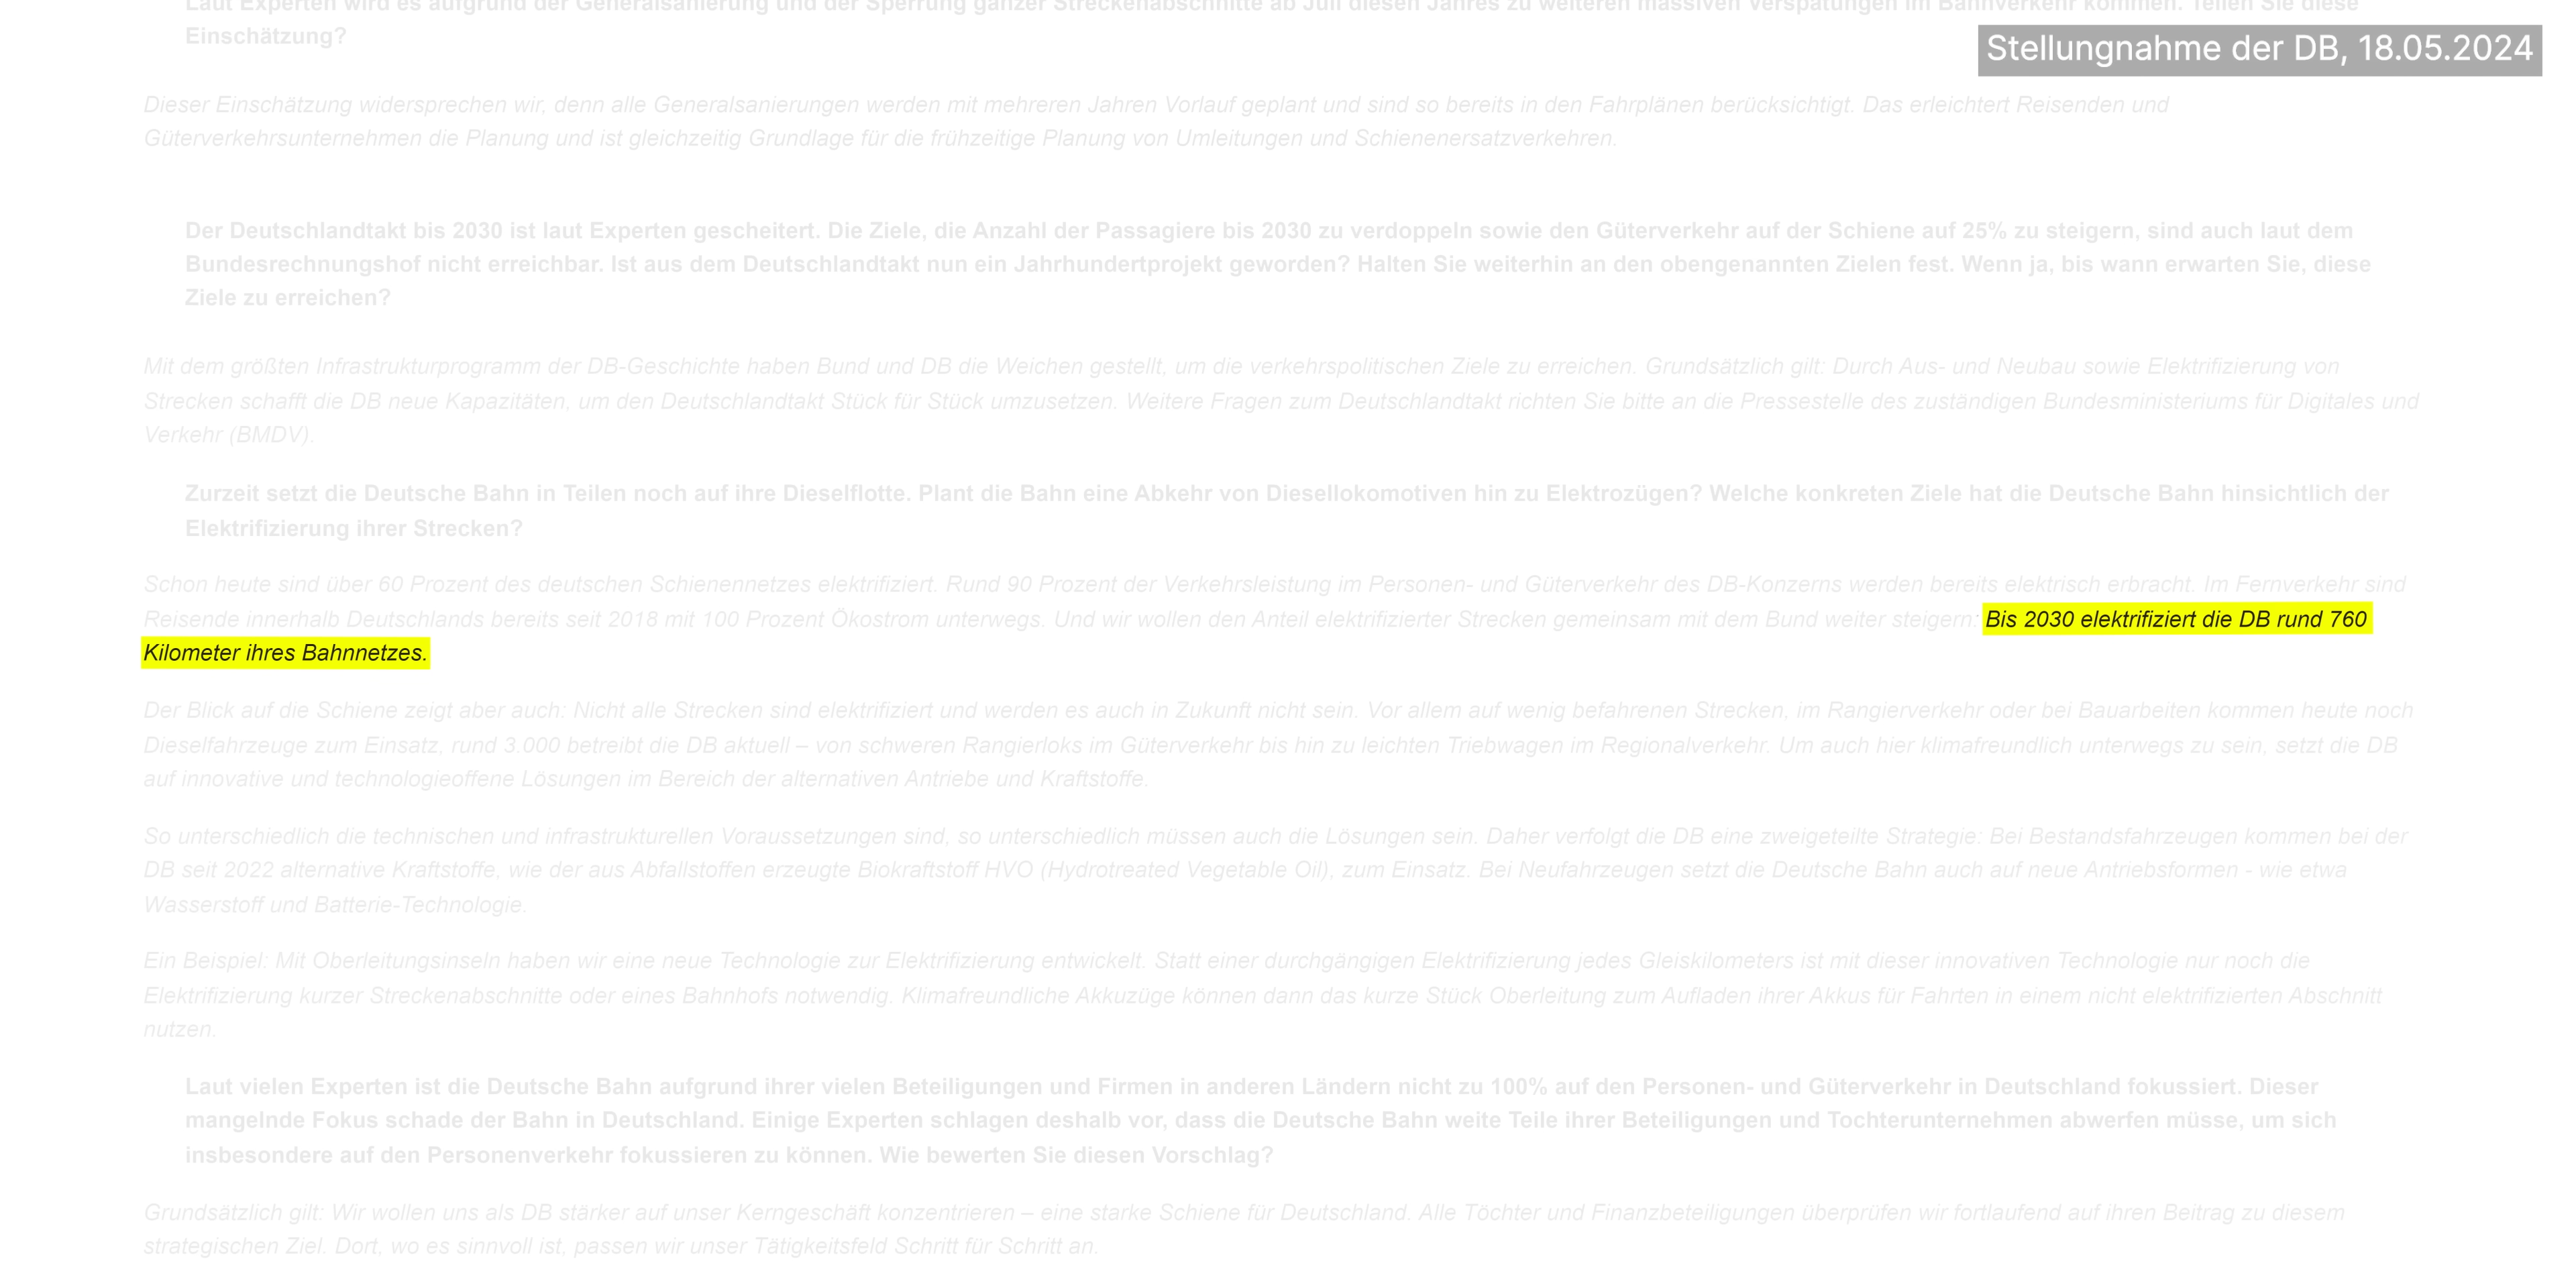 Laut Experten wird es aufgrund der Generalsanierung und der Sperrung ganzer Streckenabschnitte ab Juli diesen Jahres zu weiteren massiven Verspätungen im Bahnverkehr kommen. Teilen Sie diese
Einschätzung?
Stellungnahme der DB, 18.05.2024
Dieser Einschätzung widersprechen wir, denn alle Generalsanierungen werden mit mehreren Jahren Vorlauf geplant und sind so bereits in den Fahrplänen berücksichtigt. Das erleichtert Reisenden und
Güterverkehrsunternehmen die Planung und ist gleichzeitig Grundlage für die frühzeitige Planung von Umleitungen und Schienenersatzverkehren.
Der Deutschlandtakt bis 2030 ist laut Experten gescheitert. Die Ziele, die Anzahl der Passagiere bis 2030 zu verdoppeln sowie den Güterverkehr auf der Schiene auf 25% zu steigern, sind auch laut dem
Bundesrechnungshof nicht erreichbar. Ist aus dem Deutschlandtakt nun ein Jahrhundertprojekt geworden? Halten Sie weiterhin an den obengenannten Zielen fest. Wenn ja, bis wann erwarten Sie, diese
Ziele zu erreichen?
Mit dem größten Infrastrukturprogramm der DB-Geschichte haben Bund und DB die Weichen gestellt, um die verkehrspolitischen Ziele zu erreichen. Grundsätzlich gilt: Durch Aus- und Neubau sowie Elektrifizierung von
Strecken schafft die DB neue Kapazitäten, um den Deutschlandtakt Stück für Stück umzusetzen. Weitere Fragen zum Deutschlandtakt richten Sie bitte an die Pressestelle des zuständigen Bundesministeriums für Digitales und
Verkehr (BMDV).
Zurzeit setzt die Deutsche Bahn in Teilen noch auf ihre Dieselflotte. Plant die Bahn eine Abkehr von Diesellokomotiven hin zu Elektrozügen? Welche konkreten Ziele hat die Deutsche Bahn hinsichtlich der
Elektrifizierung ihrer Strecken?
Schon heute sind über 60 Prozent des deutschen Schienennetzes elektrifiziert. Rund 90 Prozent der Verkehrsleistung im Personen- und Güterverkehr des DB-Konzerns werden bereits elektrisch erbracht. Im Fernverkehr sind
Reisende innerhalb Deutschlands bereits seit 2018 mit 100 Prozent Ökostrom unterwegs. Und wir wollen den Anteil elektrifizierter Strecken gemeinsam mit dem Bund weiter steigern: Bis 2030 elektrifiziert die DB rund 760
Kilometer ihres Bahnnetzes.
Der Blick auf die Schiene zeigt aber auch: Nicht alle Strecken sind elektrifiziert und werden es auch in Zukunft nicht sein. Vor allem auf wenig befahrenen Strecken, im Rangierverkehr oder bei Bauarbeiten kommen heute noch
Dieselfahrzeuge zum Einsatz, rund 3.000 betreibt die DB aktuell – von schweren Rangierloks im Güterverkehr bis hin zu leichten Triebwagen im Regionalverkehr. Um auch hier klimafreundlich unterwegs zu sein, setzt die DB
auf innovative und technologieoffene Lösungen im Bereich der alternativen Antriebe und Kraftstoffe.
So unterschiedlich die technischen und infrastrukturellen Voraussetzungen sind, so unterschiedlich müssen auch die Lösungen sein. Daher verfolgt die DB eine zweigeteilte Strategie: Bei Bestandsfahrzeugen kommen bei der
DB seit 2022 alternative Kraftstoffe, wie der aus Abfallstoffen erzeugte Biokraftstoff HVO (Hydrotreated Vegetable Oil), zum Einsatz. Bei Neufahrzeugen setzt die Deutsche Bahn auch auf neue Antriebsformen - wie etwa
Wasserstoff und Batterie-Technologie.
Ein Beispiel: Mit Oberleitungsinseln haben wir eine neue Technologie zur Elektrifizierung entwickelt. Statt einer durchgängigen Elektrifizierung jedes Gleiskilometers ist mit dieser innovativen Technologie nur noch die
Elektrifizierung kurzer Streckenabschnitte oder eines Bahnhofs notwendig. Klimafreundliche Akkuzüge können dann das kurze Stück Oberleitung zum Aufladen ihrer Akkus für Fahrten in einem nicht elektrifizierten Abschnitt
nutzen.
Laut vielen Experten ist die Deutsche Bahn aufgrund ihrer vielen Beteiligungen und Firmen in anderen Ländern nicht zu 100% auf den Personen- und Güterverkehr in Deutschland fokussiert. Dieser
mangelnde Fokus schade der Bahn in Deutschland. Einige Experten schlagen deshalb vor, dass die Deutsche Bahn weite Teile ihrer Beteiligungen und Tochterunternehmen abwerfen müsse, um sich
insbesondere auf den Personenverkehr fokussieren zu können. Wie bewerten Sie diesen Vorschlag?
Grundsätzlich gilt: Wir wollen uns als DB stärker auf unser Kerngeschäft konzentrieren – eine starke Schiene für Deutschland. Alle Töchter und Finanzbeteiligungen überprüfen wir fortlaufend auf ihren Beitrag zu diesem
strategischen Ziel. Dort, wo es sinnvoll ist, passen wir unser Tätigkeitsfeld Schritt für Schritt an.